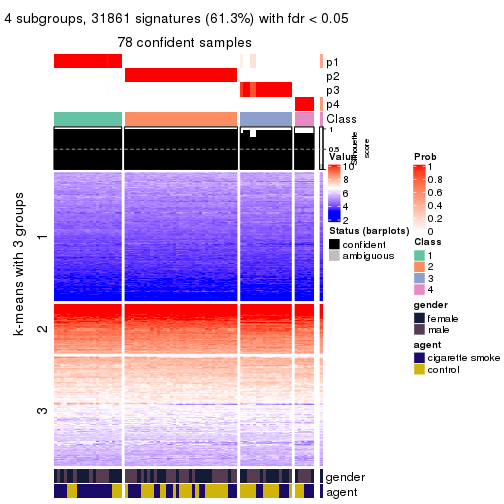 4 subgroups, 31861 signatures (61.3%) with fdr < 0.05
78 confident samples
p1
p2
p3
p4
Class
1
0.5
Silhouette
score
k-means with 3 groups
1
2
3
gender
agent
Value
10
8
6
4
2
Status (barplots)
confident
ambiguous
Prob
1
0.8
0.6
0.4
0.2
0
Class
1
2
3
4
gender
female
male
agent
cigarette smoke
control